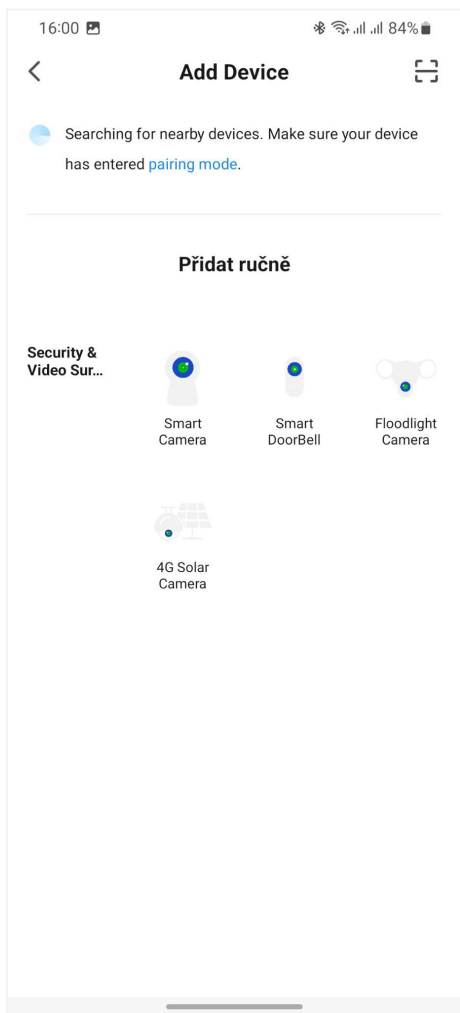 16:00 84%
Add Device
Searching for nearby devices. Make sure your device
has entered pairing mode.
Přidat ručně
Security &
Video Sur...
Smart
Camera
Smart
DoorBell
Floodlight
Camera
4G Solar
Camera